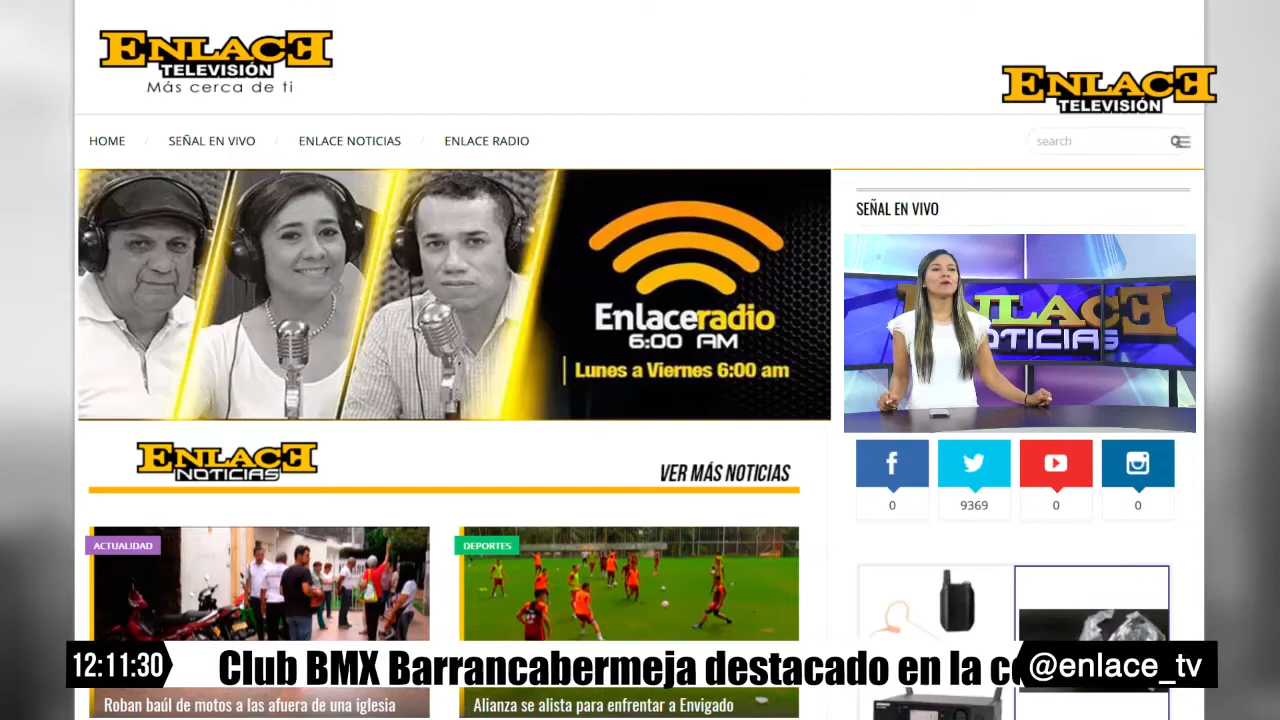 ENLACE
TELEVISIÓN
Más cerca de ti
ENLACE
TELEVISIÓN
HOME / SEÑAL EN VIVO / ENLACE NOTICIAS / ENLACE RADIO
search
SEÑAL EN VIVO
Enlaceradio
6:00 AM
Lunes a Viernes 6:00 am
ENLACE
NOTICIAS
ENLACE
NOTICIAS
VER MÁS NOTICIAS
0
9369
0
0
ACTUALIDAD
DEPORTES
12:11:30
Club BMX Barrancabermeja destacado en la co
@enlace_tv
Roban baúl de motos a las afuera de una iglesia
Alianza se alista para enfrentar a Envigado